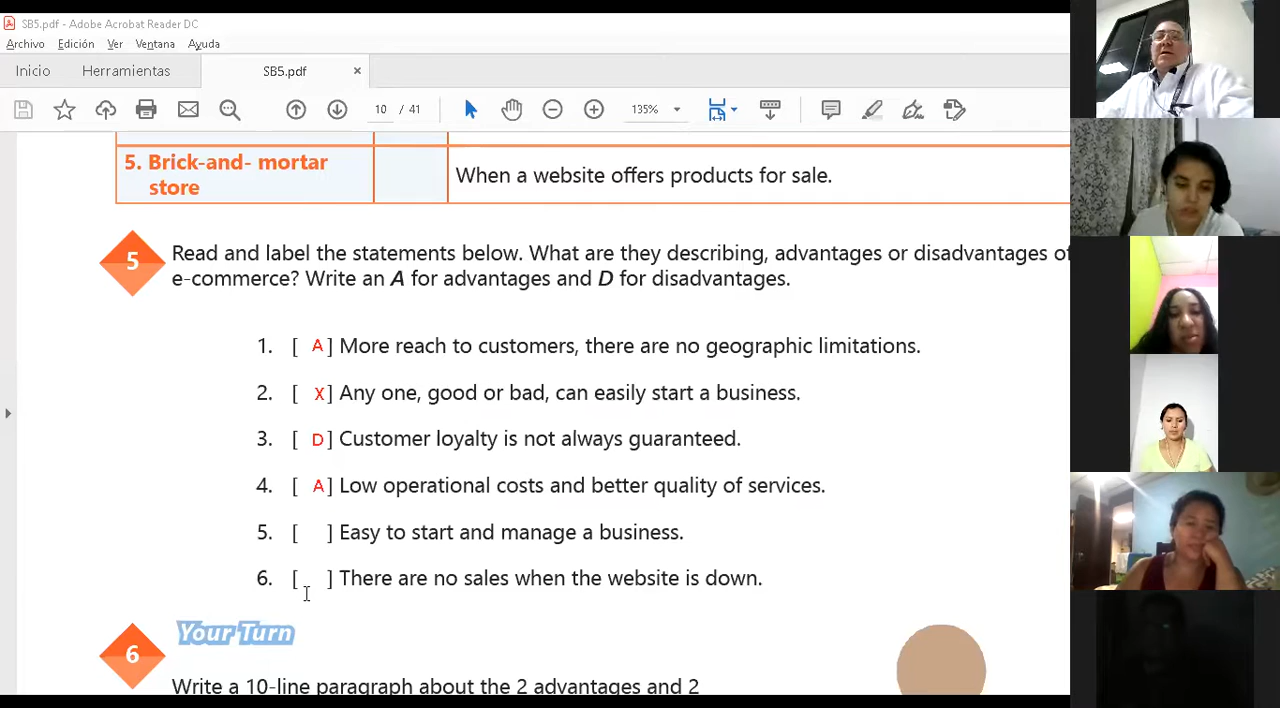 SB5.pdf - Adobe Acrobat Reader DC
Archivo Edición Ver Ventana Ayuda
Inicio Herramientas SB5.pdf ×
10 / 41 135%
5. Brick-and- mortar
store
When a website offers products for sale.
5
Read and label the statements below. What are they describing, advantages or disadvantages of
e-commerce? Write an A for advantages and D for disadvantages.
1. [ A ] More reach to customers, there are no geographic limitations.
2. [ X ] Any one, good or bad, can easily start a business.
3. [ D ] Customer loyalty is not always guaranteed.
4. [ A ] Low operational costs and better quality of services.
5. [ ] Easy to start and manage a business.
6. [ ] There are no sales when the website is down.
Your Turn
6
Write a 10-line paragraph about the 2 advantages and 2